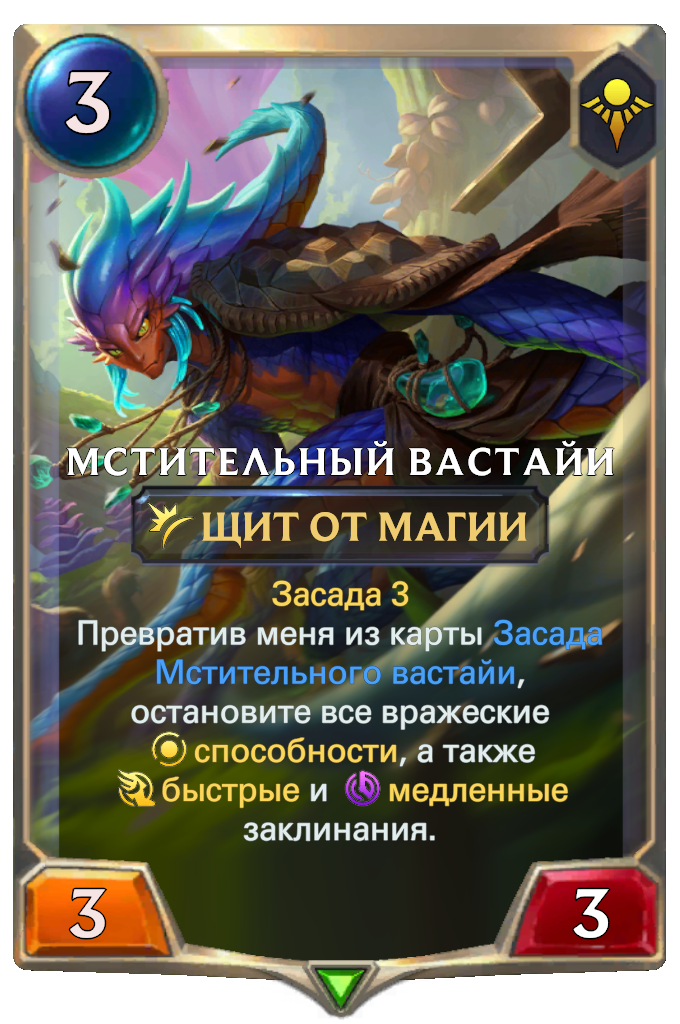 3
МСТИТЕЛЬНЫЙ ВАСТАЙИ
ЩИТ ОТ МАГИИ
Засада 3
Превратив меня из карты Засада
Мстительного вастайи,
остановите все вражеские
способности, а также
быстрые и медленные
заклинания.
3 3